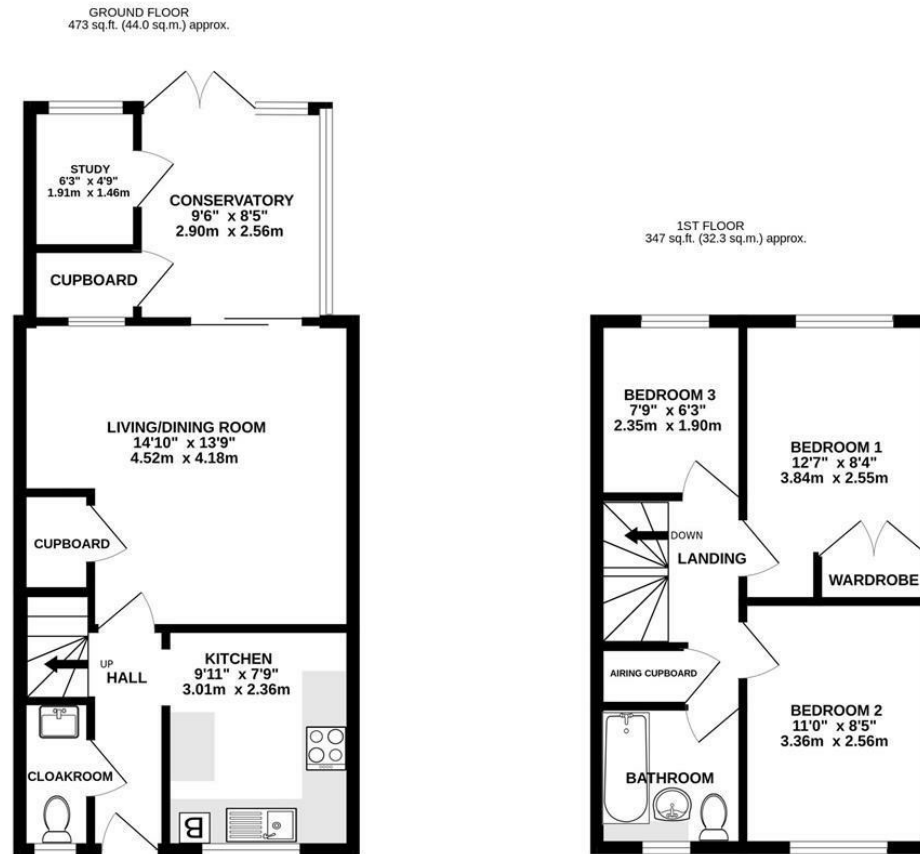 GROUND FLOOR
473 sq.ft. (44.0 sq.m.) approx.
STUDY
6'3" x 4'9"
1.91m x 1.46m
CONSERVATORY
9'6" x 8'5"
2.90m x 2.56m
CUPBOARD
LIVING/DINING ROOM
14'10" x 13'9"
4.52m x 4.18m
CUPBOARD
UP
HALL
KITCHEN
9'11" x 7'9"
3.01m x 2.36m
CLOAKROOM
B
1ST FLOOR
347 sq.ft. (32.3 sq.m.) approx.
BEDROOM 3
7'9" x 6'3"
2.35m x 1.90m
BEDROOM 1
12'7" x 8'4"
3.84m x 2.55m
DOWN
LANDING
WARDROBE
AIRING CUPBOARD
BEDROOM 2
11'0" x 8'5"
3.36m x 2.56m
BATHROOM